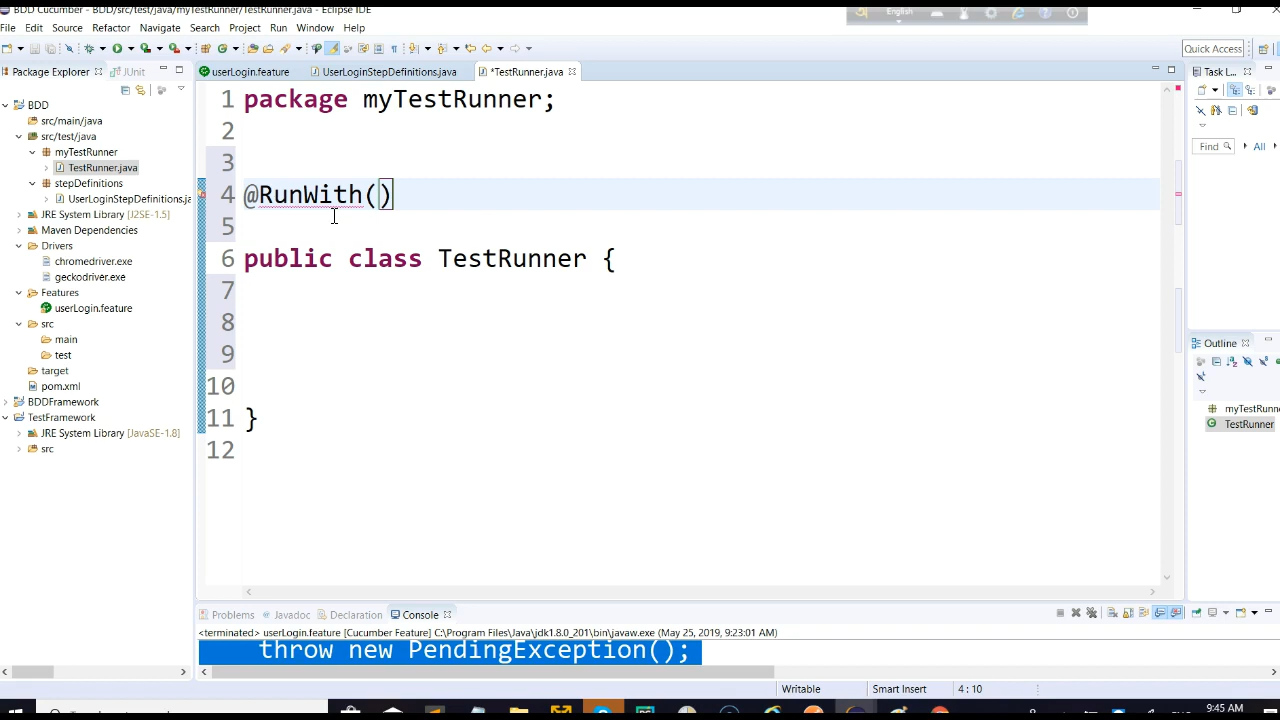 BDD Cucumber - BDD/src/test/java/myTestRunner/TestRunner.java - Eclipse IDE
File Edit Source Refactor Navigate Search Project Run Window Help
English
Quick Access
Package Explorer JUnit
userLogin.feature UserLoginStepDefinitions.java *TestRunner.java
Task L...
BDD
src/main/java
src/test/java
myTestRunner
TestRunner.java
stepDefinitions
UserLoginStepDefinitions.ja
JRE System Library [J2SE-1.5]
Maven Dependencies
Drivers
chromedriver.exe
geckodriver.exe
Features
userLogin.feature
src
main
test
target
pom.xml
BDDFramework
TestFramework
JRE System Library [JavaSE-1.8]
src
1 package myTestRunner;
2
3
4 @RunWith()
5
6 public class TestRunner {
7
8
9
10
11 }
12
Find All
Outline
myTestRunn
TestRunner
Problems Javadoc Declaration Console
<terminated> userLogin.feature [Cucumber Feature] C:\Program Files\Java\jdk1.8.0_201\bin\javaw.exe (May 25, 2019, 9:23:01 AM)
throw new PendingException();
Writable Smart Insert 4 : 10
9:45 AM